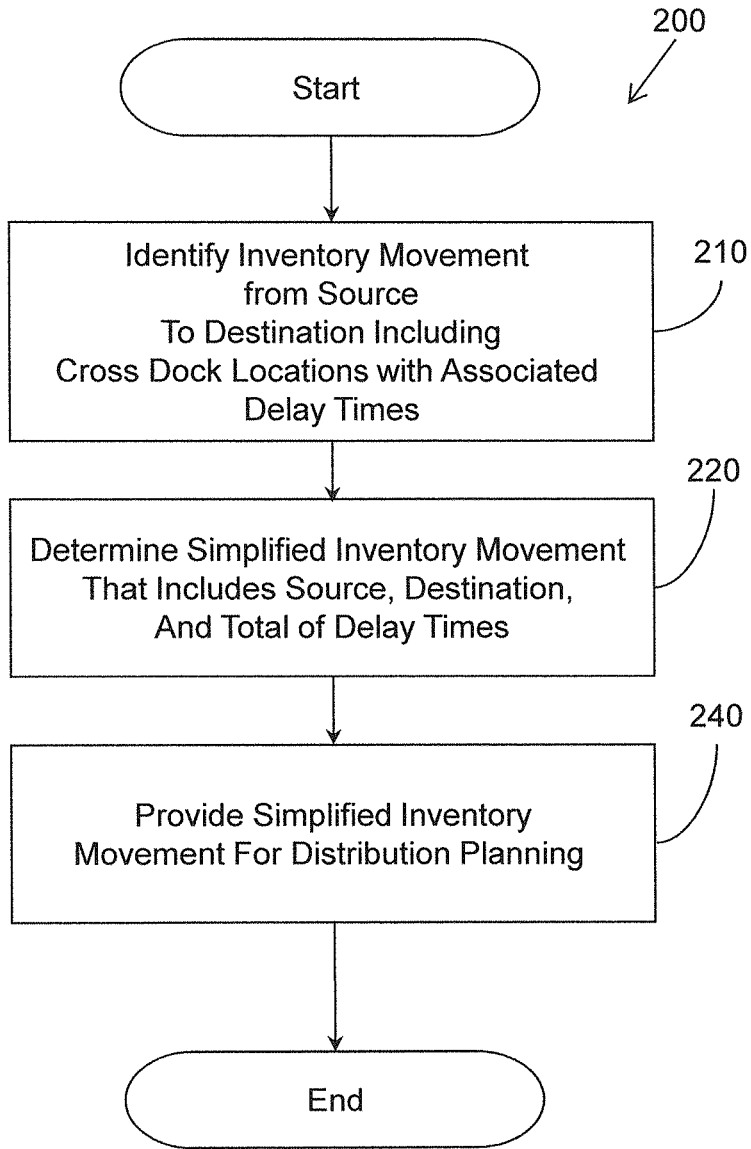 200
Start
Identify Inventory Movement
from Source
To Destination Including
Cross Dock Locations with Associated
Delay Times
210
Determine Simplified Inventory Movement
That Includes Source, Destination,
And Total of Delay Times
220
Provide Simplified Inventory
Movement For Distribution Planning
240
End